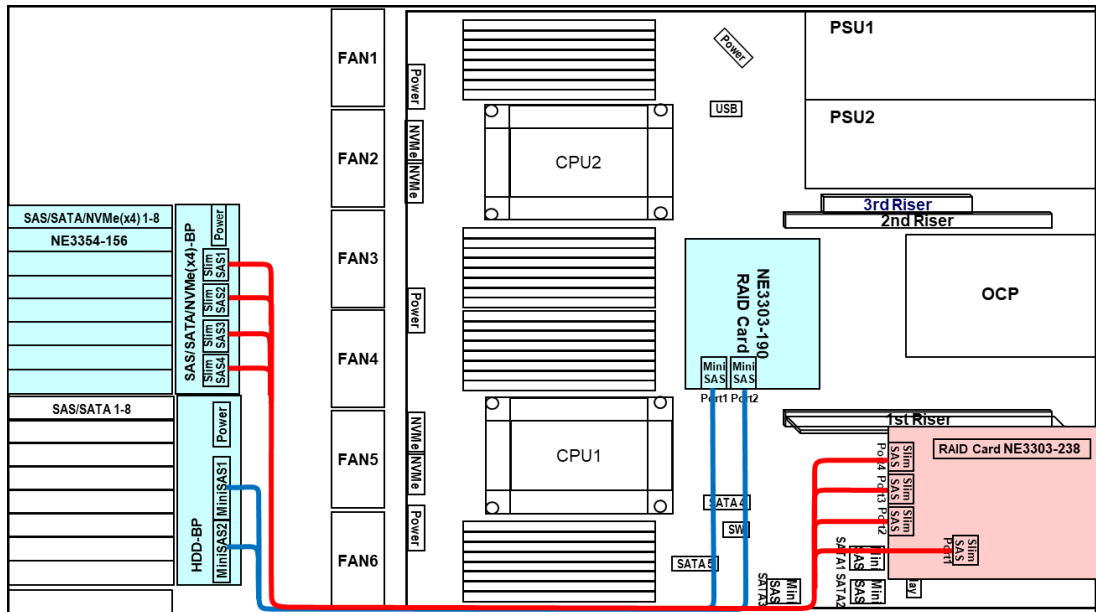 SAS/SATA/NVMe(x4) 1-8
NE3354-156
SAS/SATA/NVMe(x4)-BP
Power
Slim
SAS1
Slim
SAS2
Slim
SAS3
Slim
SAS4
SAS/SATA 1-8
HDD-BP
Power
MiniSAS1
MiniSAS2
FAN1
FAN2
FAN3
FAN4
FAN5
FAN6
Power
NVMe
NVMe
Power
NVMe
NVMe
Power
CPU2
CPU1
Power
USB
PSU1
PSU2
3rd Riser
2nd Riser
OCP
NE3303-190
RAID Card
Mini
SAS
Port1
Mini
SAS
Port2
1st Riser
RAID Card NE3303-238
Slim
SAS
Port4
Slim
SAS
Port3
Slim
SAS
Port2
Slim
SAS
Port1
SATA4
SW
SATA5
Mini
SAS
SATA1
Mini
SAS
SATA2
Mini
SAS
SATA3